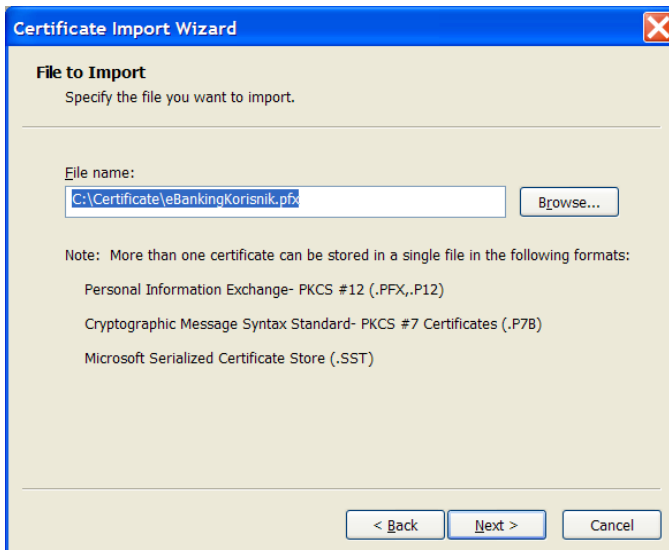 Certificate Import Wizard
File to Import
Specify the file you want to import.
File name:
C:\Certificate\eBankingKorisnik.pfx
Browse...
Note:  More than one certificate can be stored in a single file in the following formats:
Personal Information Exchange- PKCS #12 (.PFX,.P12)
Cryptographic Message Syntax Standard- PKCS #7 Certificates (.P7B)
Microsoft Serialized Certificate Store (.SST)
< Back
Next >
Cancel